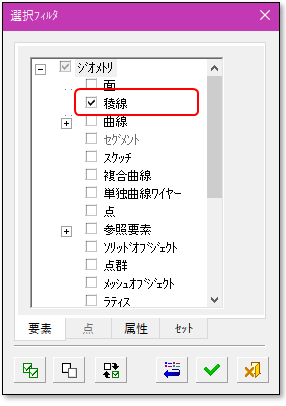 選択フィルタ
ジオメトリ
面
稜線
曲線
セグメント
スケッチ
複合曲線
単独曲線ワイヤー
点
参照要素
ソリッドオブジェクト
点群
メッシュオブジェクト
ラティス
要素
点
属性
セット